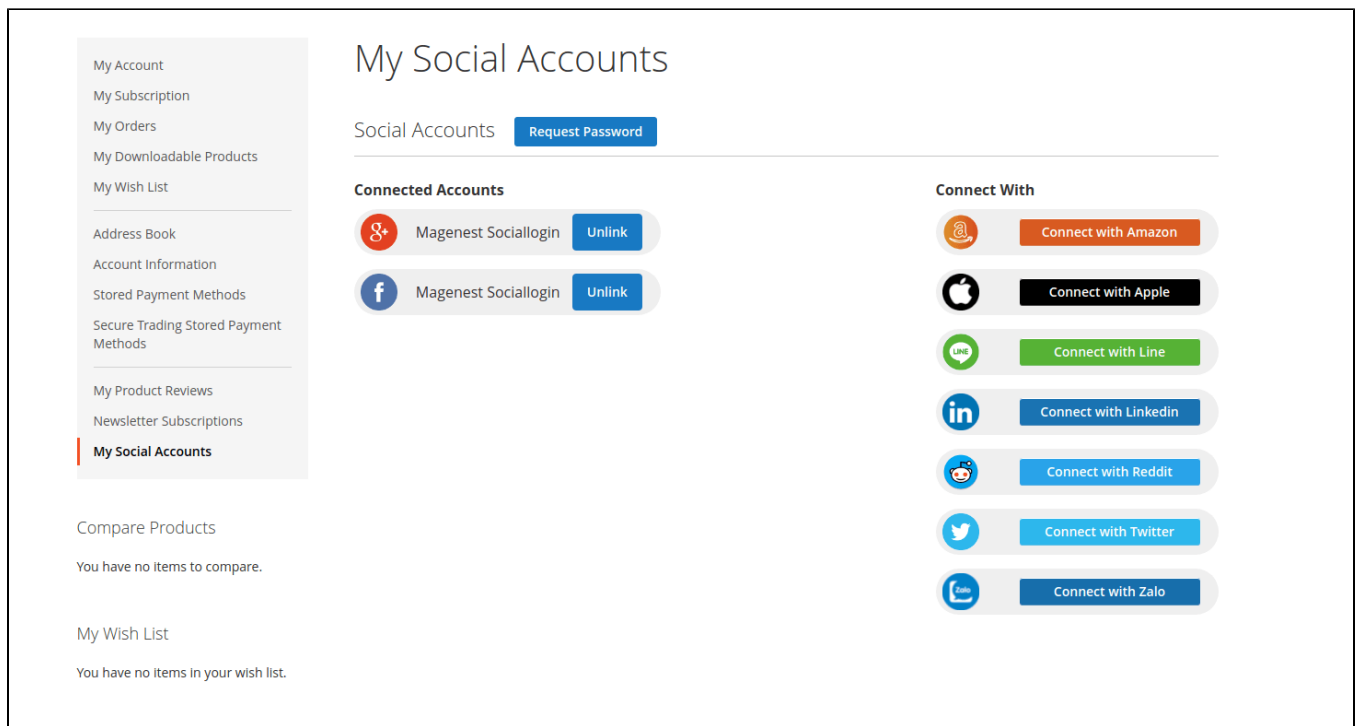 My Account
My Subscription
My Orders
My Downloadable Products
My Wish List
Address Book
Account Information
Stored Payment Methods
Secure Trading Stored Payment
Methods
My Product Reviews
Newsletter Subscriptions
My Social Accounts
Compare Products
You have no items to compare.
My Wish List
You have no items in your wish list.
My Social Accounts
Social Accounts Request Password
Connected Accounts
g+ Magenest Sociallogin Unlink
f Magenest Sociallogin Unlink
Connect With
a Connect with Amazon
Connect with Apple
LINE Connect with Line
in Connect with Linkedin
Connect with Reddit
Connect with Twitter
Zalo Connect with Zalo